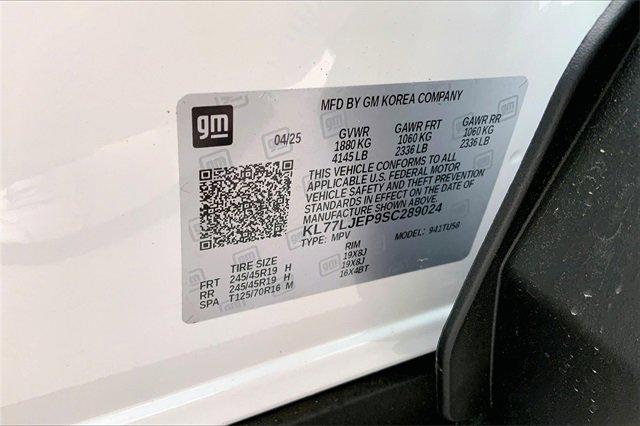 MFD BY GM KOREA COMPANY
gm
04/25
GVWR GAWR FRT GAWR RR
1880 KG 1060 KG 1060 KG
4145 LB 2336 LB 2336 LB
THIS VEHICLE CONFORMS TO ALL
APPLICABLE U.S. FEDERAL MOTOR
VEHICLE SAFETY AND THEFT PREVENTION
STANDARDS IN EFFECT ON THE DATE OF
MANUFACTURE SHOWN ABOVE.
KL77LJEP9SC289024
TYPE: MPV MODEL: 941TU58
TIRE SIZE RIM
FRT 245/45R19 H 19X8J
RR 245/45R19 H 19X8J
SPA T125/70R16 M 16X4BT